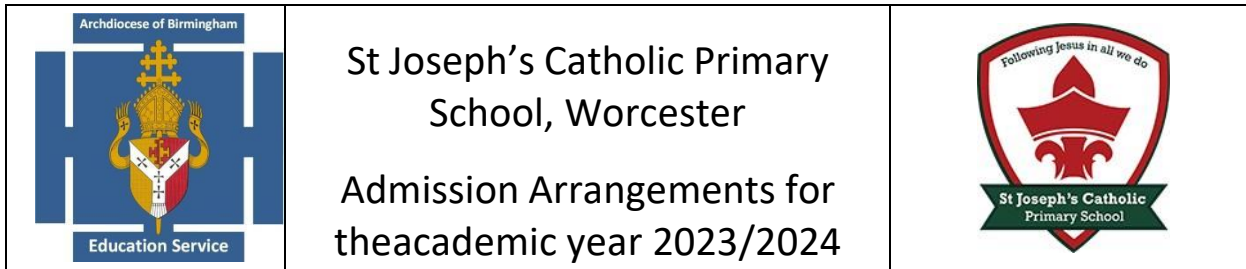 Archdiocese of Birmingham
Education Service
St Joseph’s Catholic Primary
School, Worcester
Admission Arrangements for
theacademic year 2023/2024
Following Jesus in all we do
St Joseph’s Catholic
Primary School